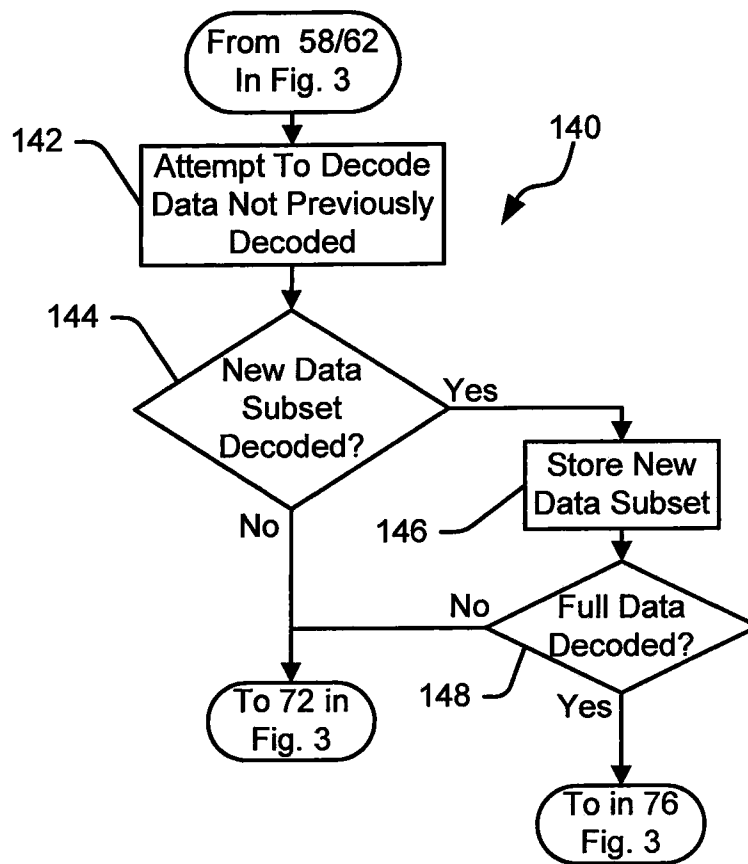 From 58/62
In Fig. 3
142
140
Attempt To Decode
Data Not Previously
Decoded
144
New Data
Subset
Decoded?
Yes
Store New
Data Subset
146
No
No
Full Data
Decoded?
148
Yes
To 72 in
Fig. 3
To in 76
Fig. 3